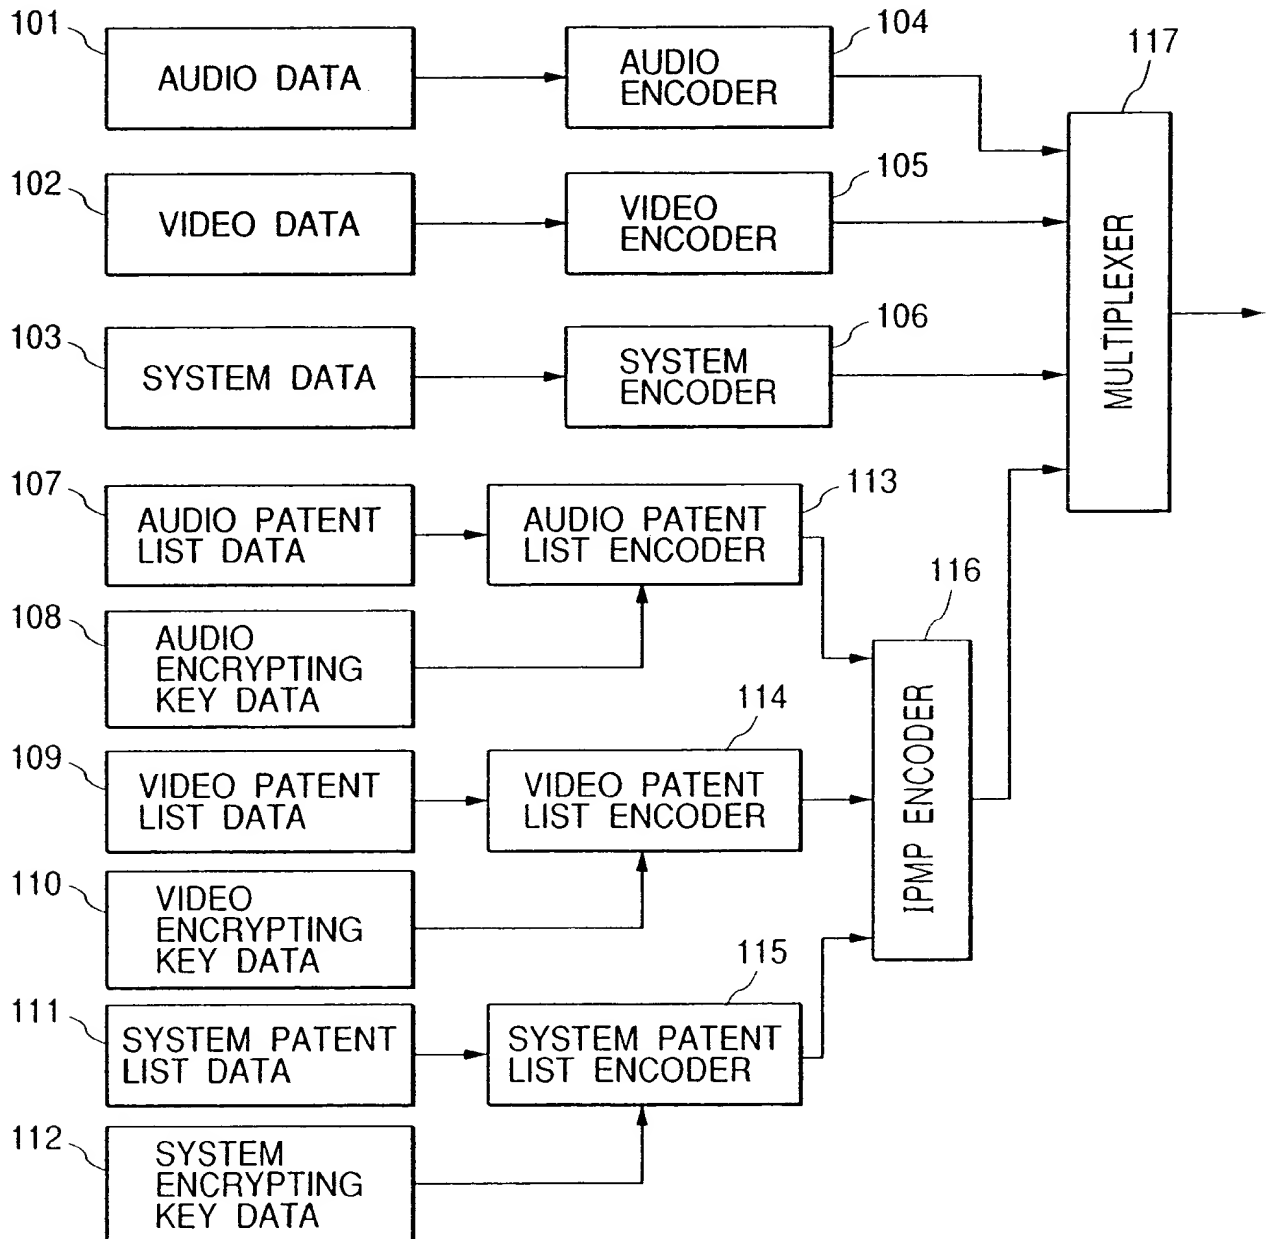 101
AUDIO DATA
AUDIO
ENCODER
104
117
102
VIDEO DATA
VIDEO
ENCODER
105
103
SYSTEM DATA
SYSTEM
ENCODER
106
MULTIPLEXER
107
AUDIO PATENT
LIST DATA
AUDIO PATENT
LIST ENCODER
113
108
AUDIO
ENCRYPTING
KEY DATA
116
109
VIDEO PATENT
LIST DATA
VIDEO PATENT
LIST ENCODER
114
IPMP ENCODER
110
VIDEO
ENCRYPTING
KEY DATA
111
SYSTEM PATENT
LIST DATA
SYSTEM PATENT
LIST ENCODER
115
112
SYSTEM
ENCRYPTING
KEY DATA